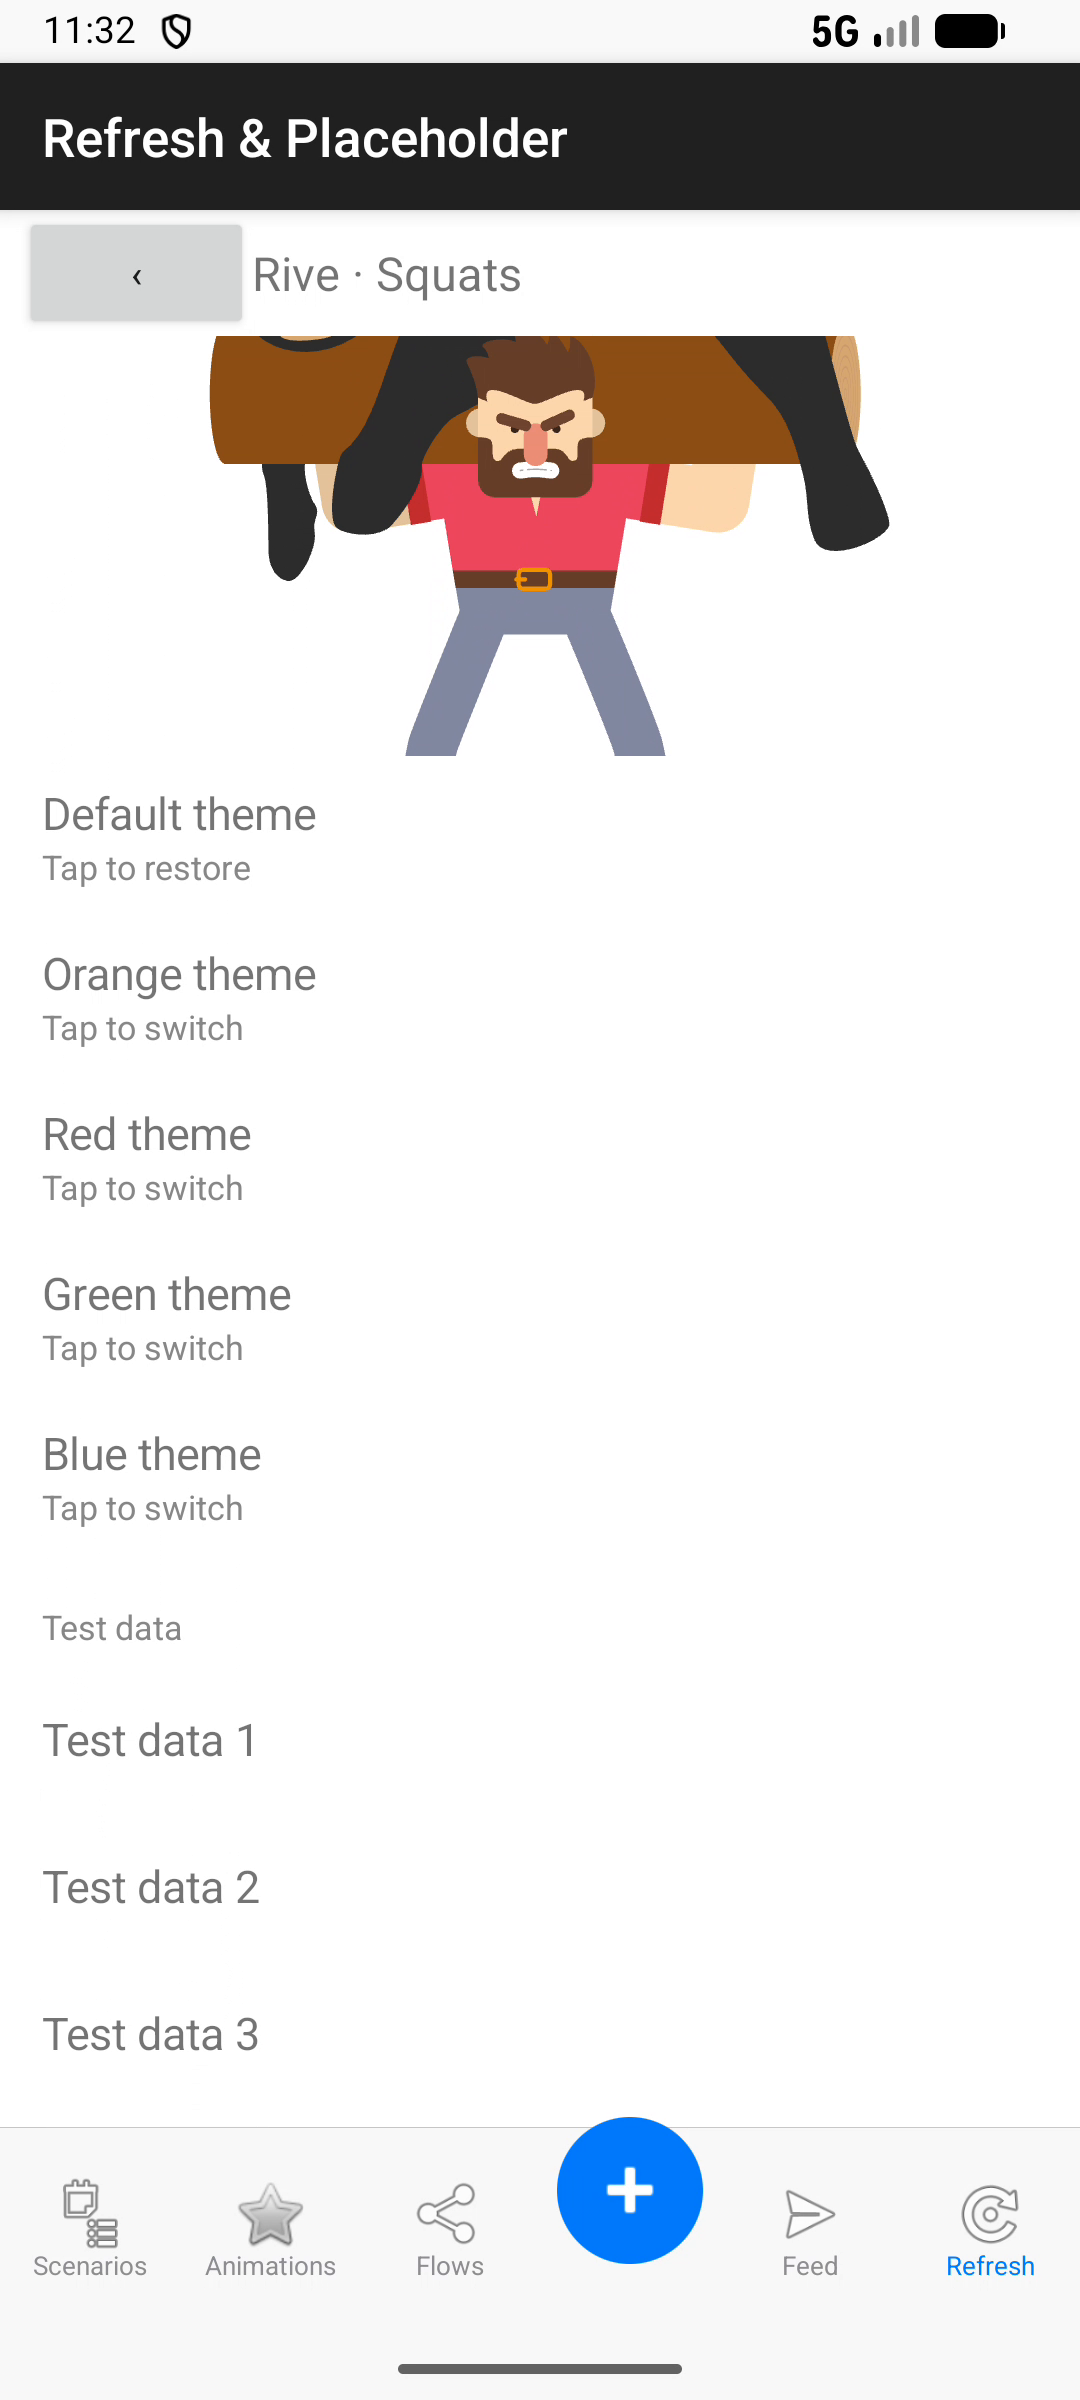 11:32
5G
Refresh & Placeholder
‹
Rive · Squats
Default theme
Tap to restore
Orange theme
Tap to switch
Red theme
Tap to switch
Green theme
Tap to switch
Blue theme
Tap to switch
Test data
Test data 1
Test data 2
Test data 3
Scenarios
Animations
Flows
Feed
Refresh